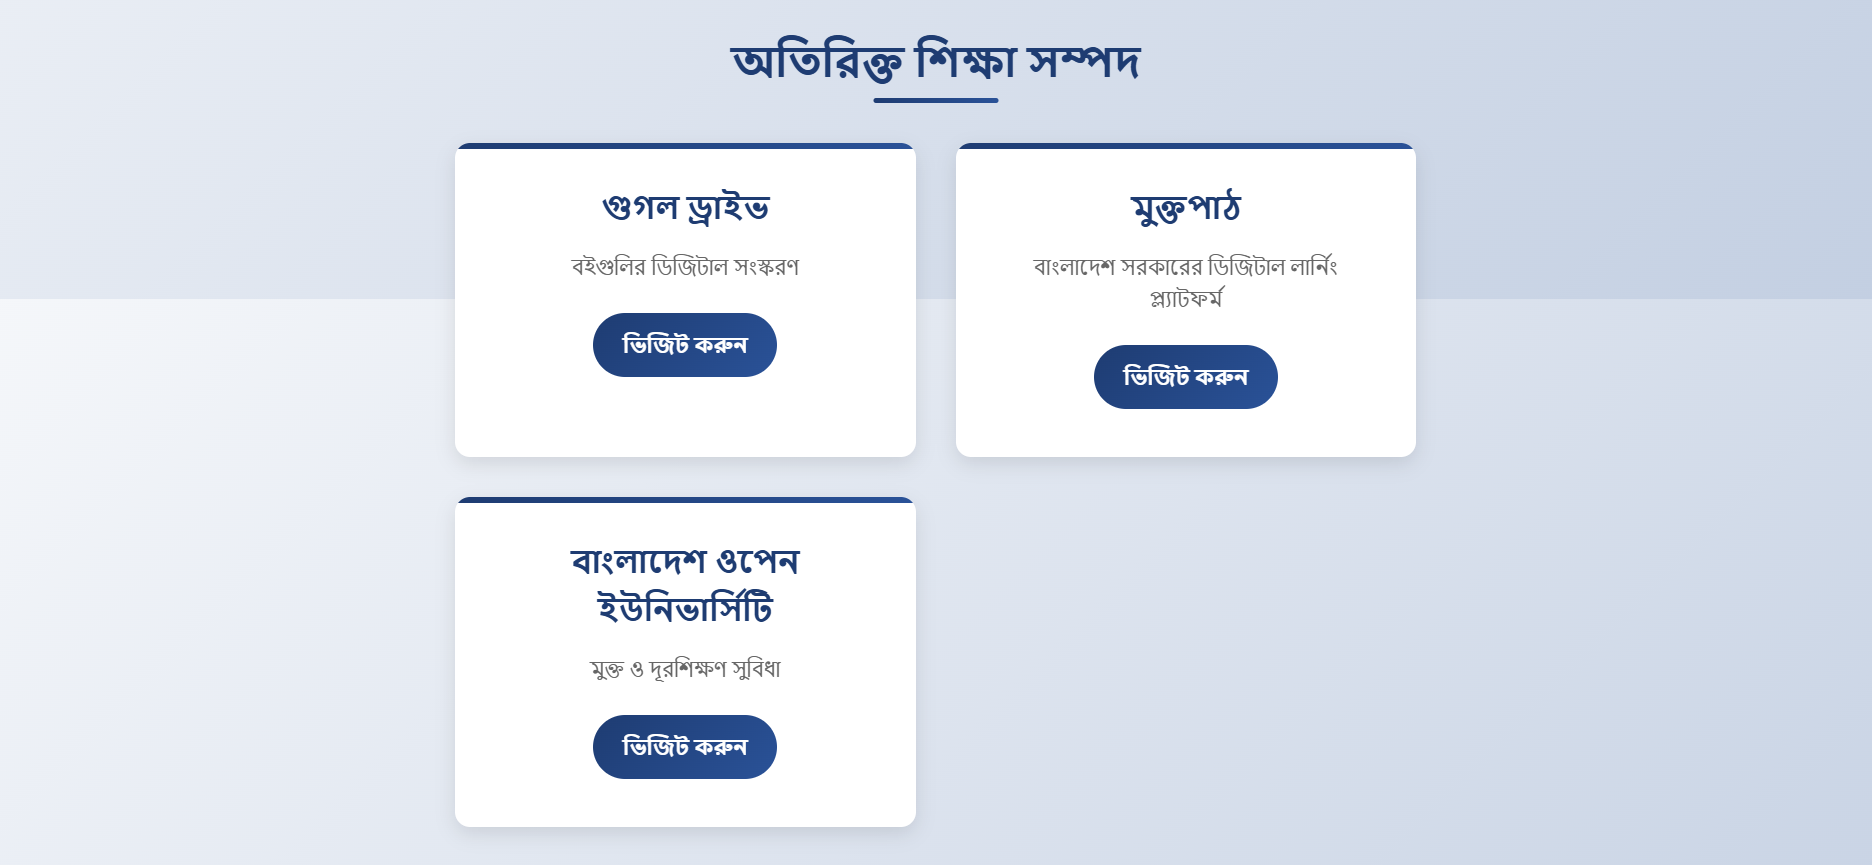 অতিরিক্ত শিক্ষা সম্পদ
গুগল ড্রাইভ
বইগুলির ডিজিটাল সংস্করণ
ভিজিট করুন
মুক্তপাঠ
বাংলাদেশ সরকারের ডিজিটাল লার্নিং
প্ল্যাটফর্ম
ভিজিট করুন
বাংলাদেশ ওপেন
ইউনিভার্সিটি
মুক্ত ও দূরশিক্ষণ সুবিধা
ভিজিট করুন